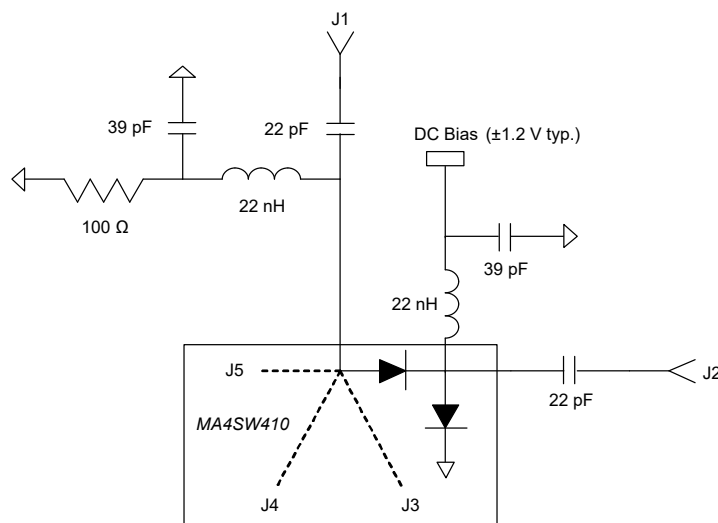 J1
39 pF
22 pF
DC Bias (±1.2 V typ.)
100 Ω
22 nH
39 pF
22 nH
J5
J2
22 pF
MA4SW410
J4
J3